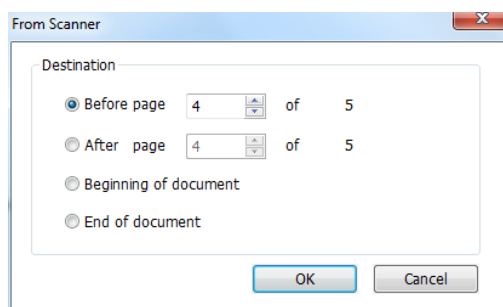 From Scanner
Destination
Before page 4 of 5
After page 4 of 5
Beginning of document
End of document
OK Cancel